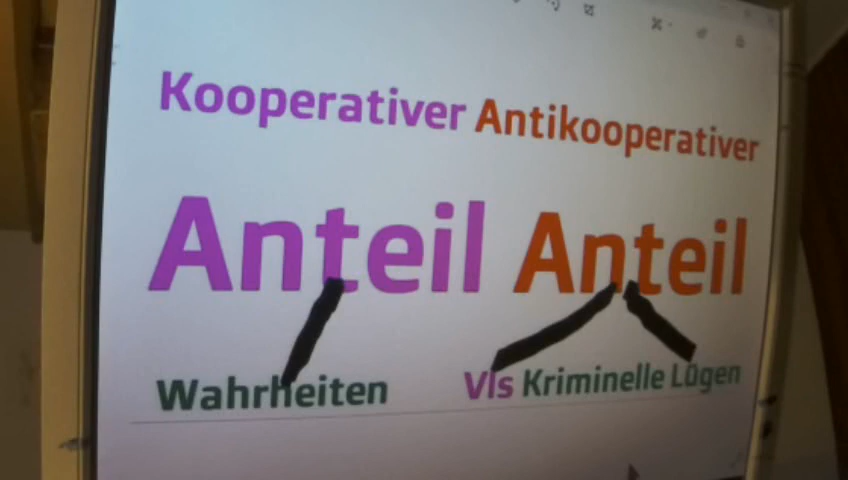 Kooperativer Antikooperativer
Anteil Anteil
Wahrheiten Vls Kriminelle Lügen